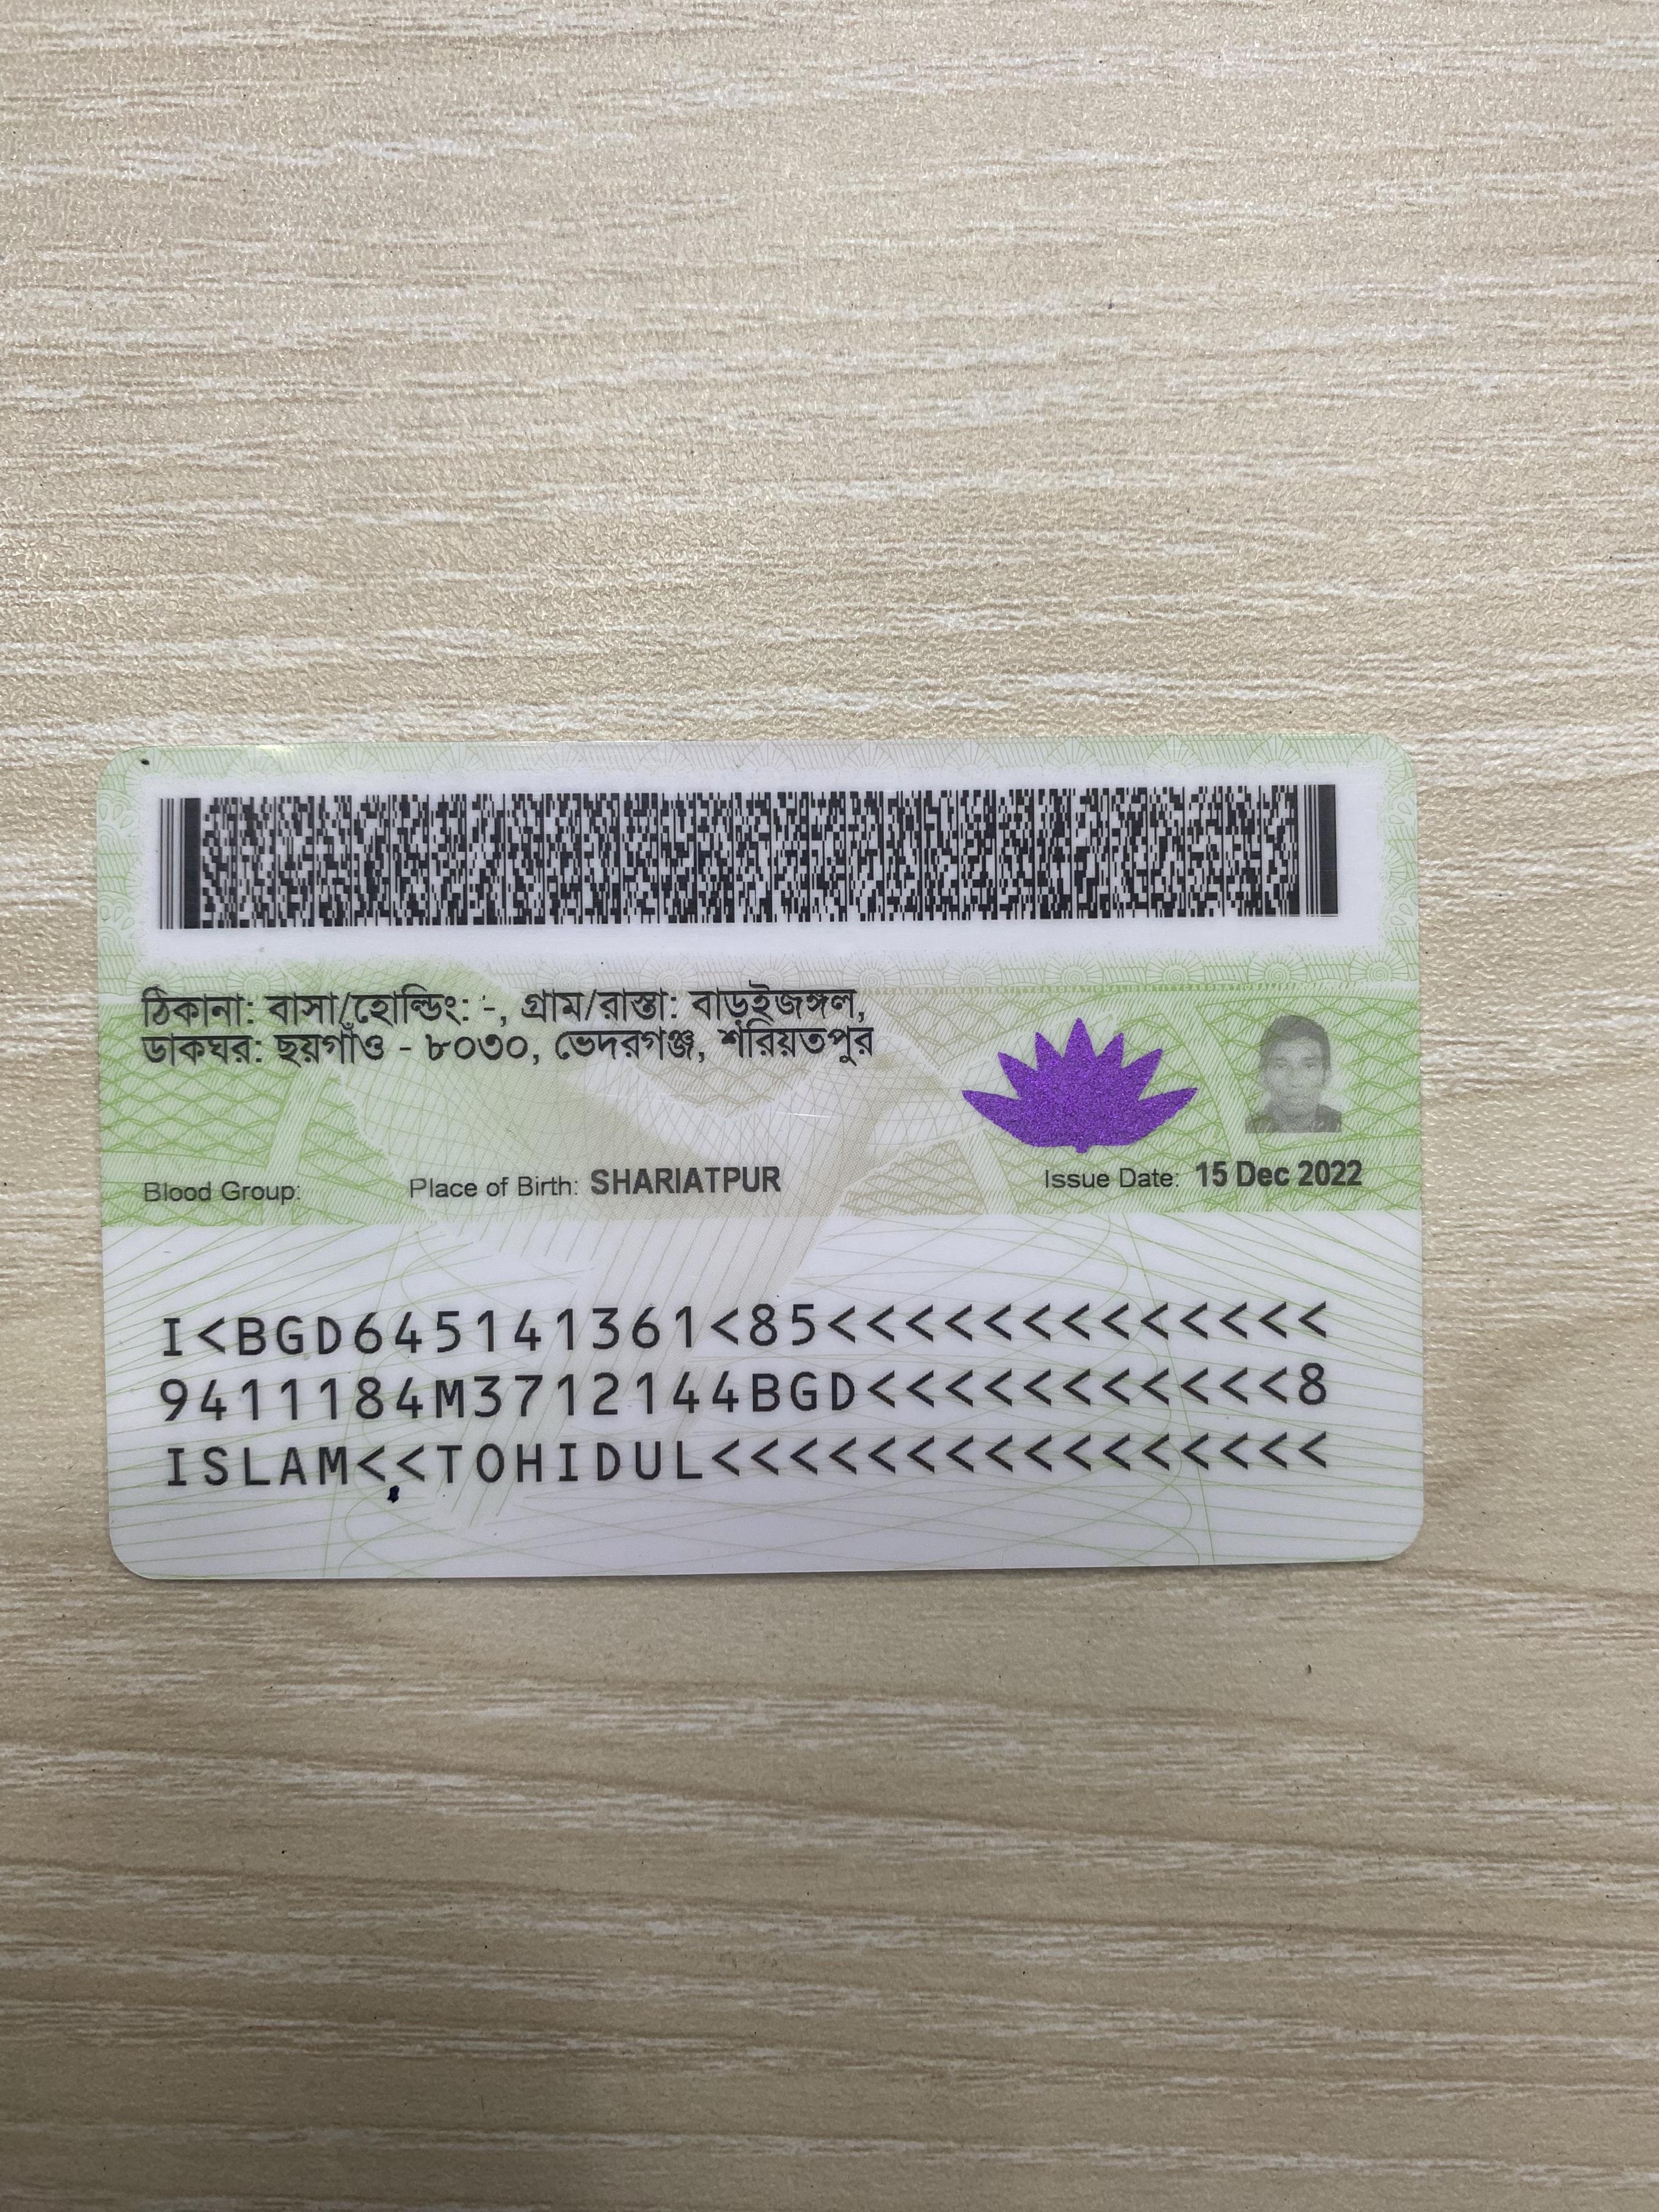 ঠিকানা: বাসা/হোল্ডিং: -, গ্রাম/রাস্তা: বাড়ইজঙ্গল,
ডাকঘর: ছয়গাঁও - ৮০৩০, ভেদরগঞ্জ, শরিয়তপুর
Blood Group: Place of Birth: SHARIATPUR Issue Date: 15 Dec 2022
I<BGD645141361<85<<<<<<<<<<<<<
9411184M3712144BGD<<<<<<<<<<<8
ISLAM<<TOHIDUL<<<<<<<<<<<<<<<<